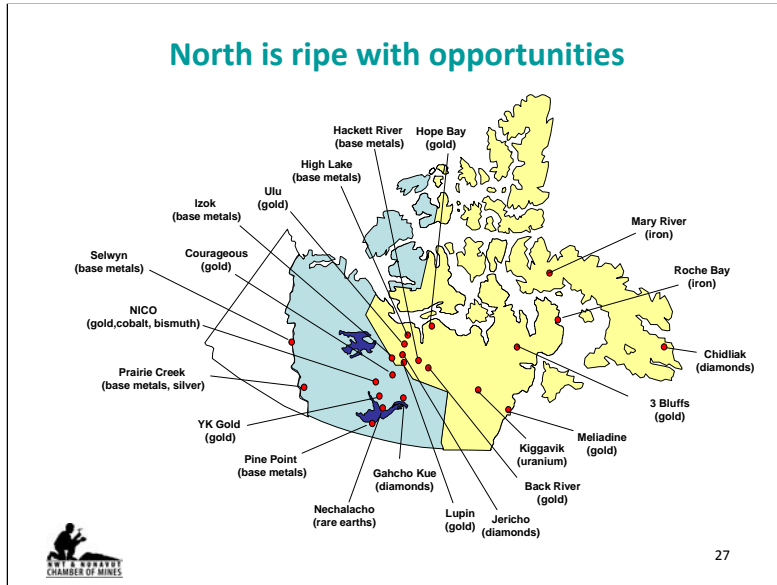 North is ripe with opportunities
Hackett River
(base metals)
Hope Bay
(gold)
High Lake
(base metals)
Ulu
(gold)
Izok
(base metals)
Courageous
(gold)
Selwyn
(base metals)
NICO
(gold,cobalt, bismuth)
Prairie Creek
(base metals, silver)
YK Gold
(gold)
Pine Point
(base metals)
Nechalacho
(rare earths)
Gahcho Kue
(diamonds)
Lupin
(gold)
Jericho
(diamonds)
Back River
(gold)
Kiggavik
(uranium)
Meliadine
(gold)
3 Bluffs
(gold)
Chidliak
(diamonds)
Roche Bay
(iron)
Mary River
(iron)
NWT & NUNAVUT
CHAMBER OF MINES
27